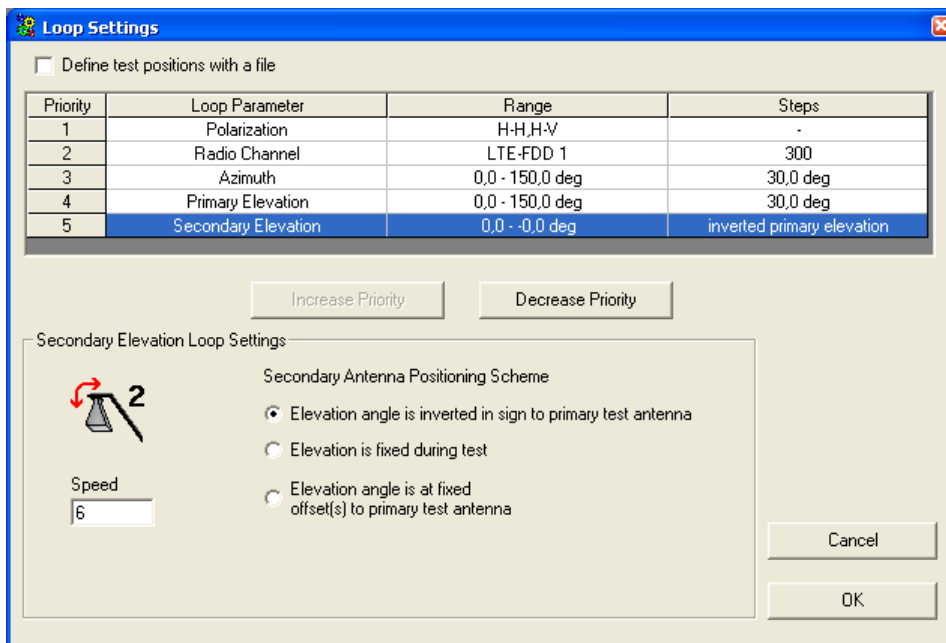 Loop Settings
Define test positions with a file
Priority Loop Parameter Range Steps
1 Polarization H-H,H-V -
2 Radio Channel LTE-FDD 1 300
3 Azimuth 0,0 - 150,0 deg 30,0 deg
4 Primary Elevation 0,0 - 150,0 deg 30,0 deg
5 Secondary Elevation 0,0 - -0,0 deg inverted primary elevation
Increase Priority Decrease Priority
Secondary Elevation Loop Settings
2
Secondary Antenna Positioning Scheme
Elevation angle is inverted in sign to primary test antenna
Elevation is fixed during test
Elevation angle is at fixed
offset(s) to primary test antenna
Speed
6
Cancel
OK